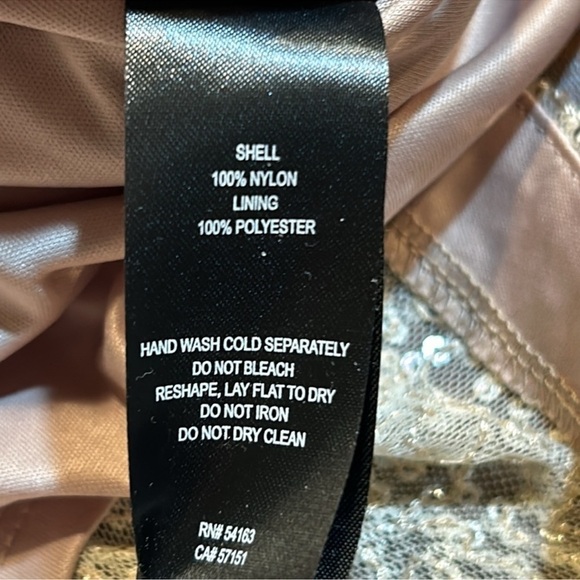 SHELL
100% NYLON
LINING
100% POLYESTER
HAND WASH COLD SEPARATELY
DO NOT BLEACH
RESHAPE, LAY FLAT TO DRY
DO NOT IRON
DO NOT DRY CLEAN
RN# 54163
CA# 57151